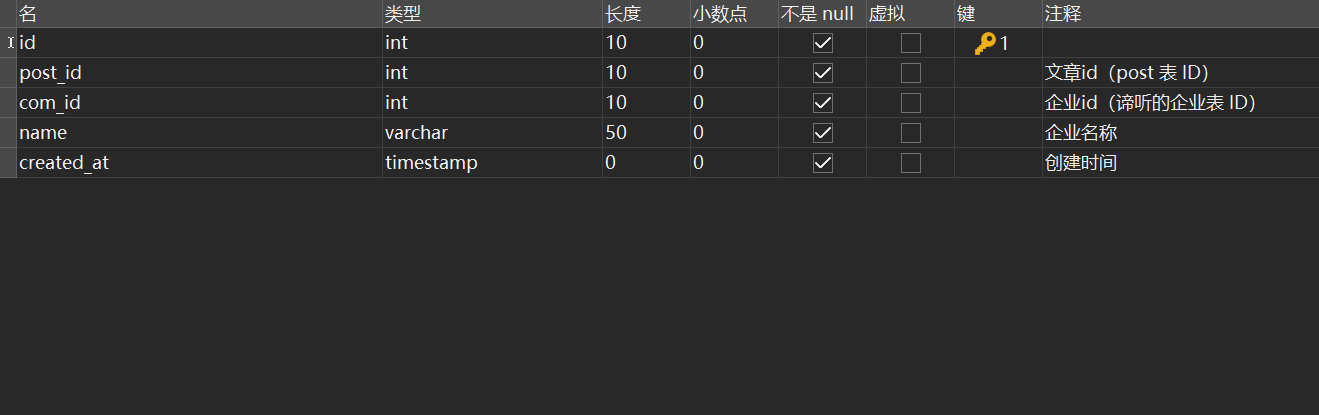 名 类型 长度 小数点 不是 null 虚拟 键 注释
id int 10 0 1
post_id int 10 0 文章id（post 表 ID）
com_id int 10 0 企业id（谛听的企业表 ID）
name varchar 50 0 企业名称
created_at timestamp 0 0 创建时间